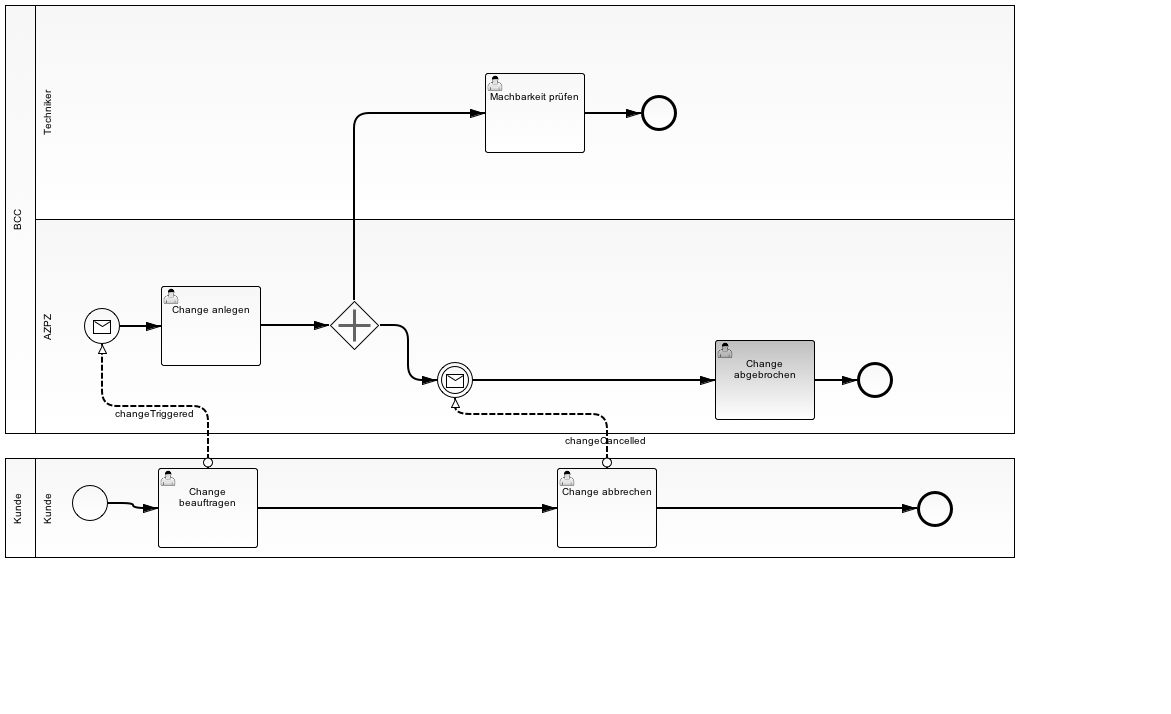 BCC
Techniker
Machbarkeit prüfen
AZPZ
Change anlegen
Change
abgebrochen
changeTriggered
changeCancelled
Kunde
Kunde
Change
beauftragen
Change abbrechen